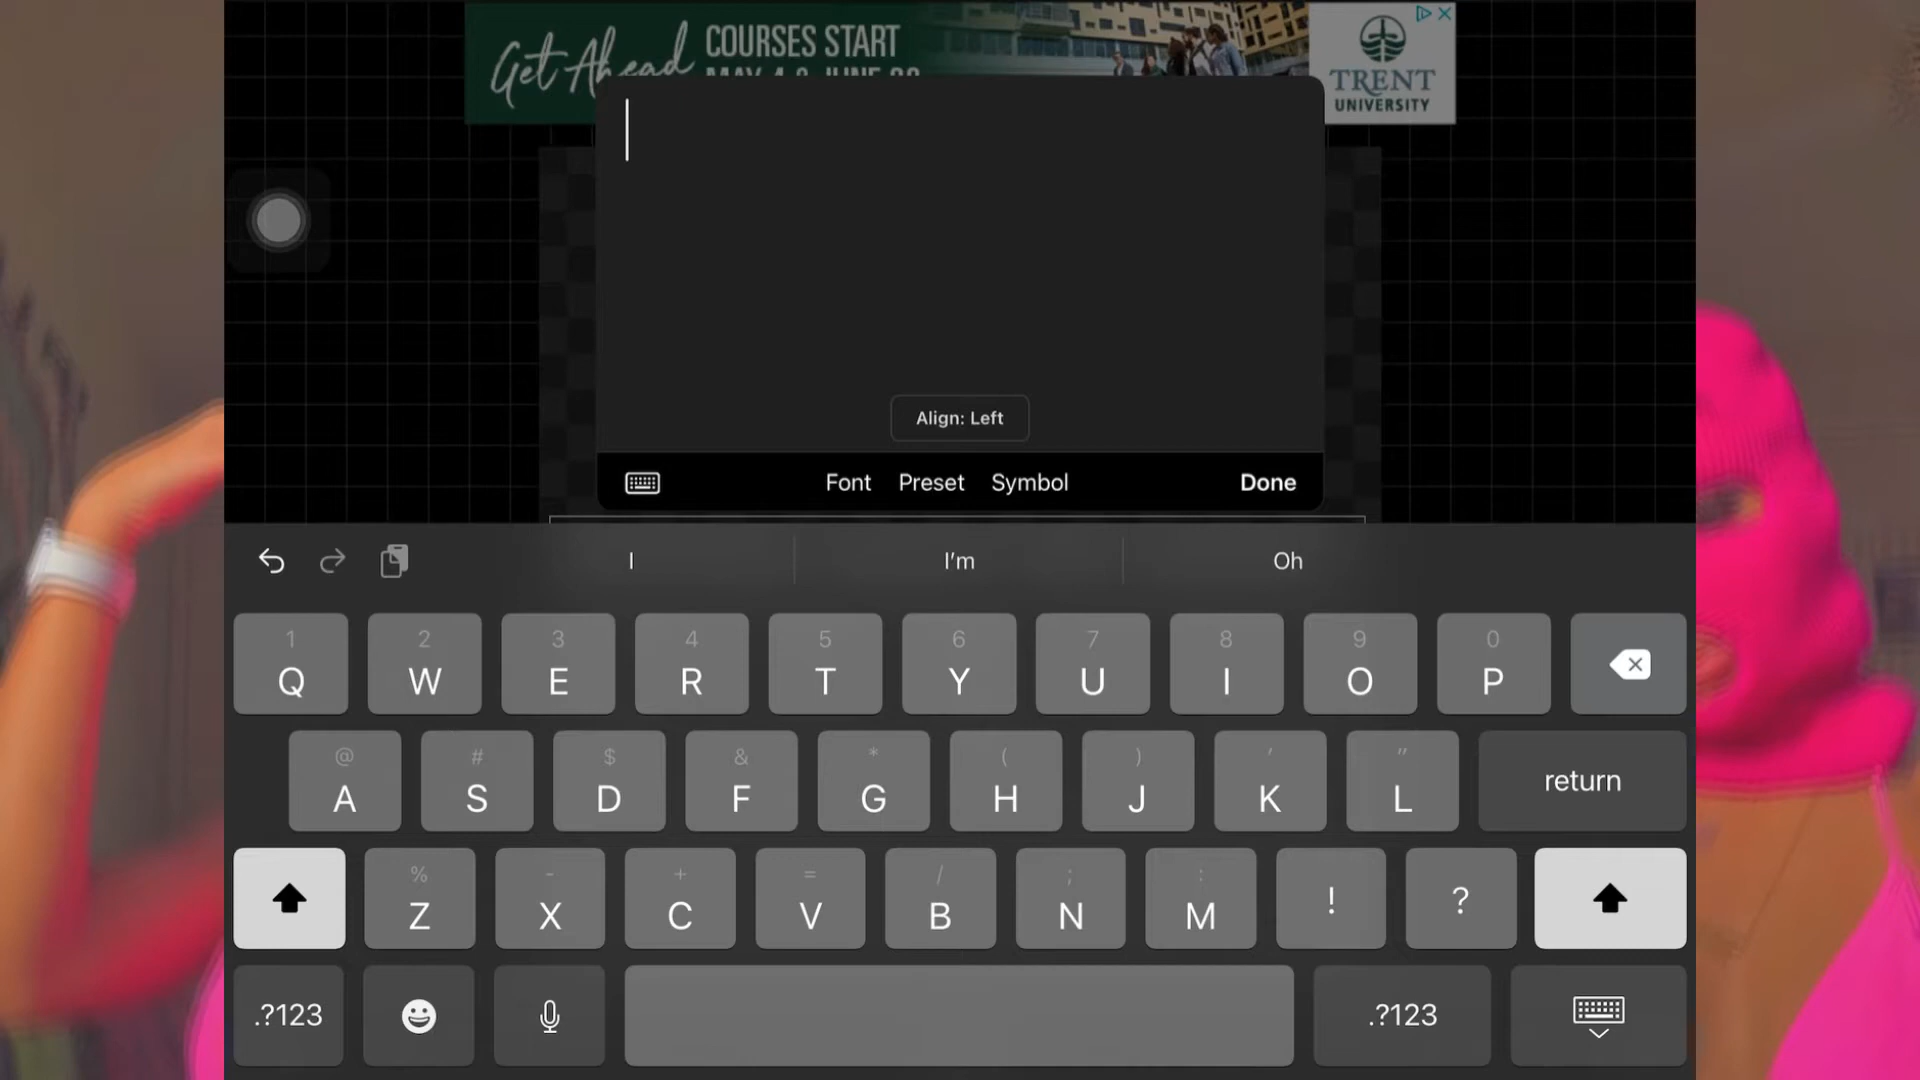 Get Ahead
COURSES START
TRENT
UNIVERSITY
Align: Left
Font Preset Symbol Done
I I'm Oh
1 2 3 4 5 6 7 8 9 0
Q W E R T Y U I O P
@ # $ & * ( ) ' "
A S D F G H J K L return
% - + = / ; :
Z X C V B N M ! ?
.?123 .?123